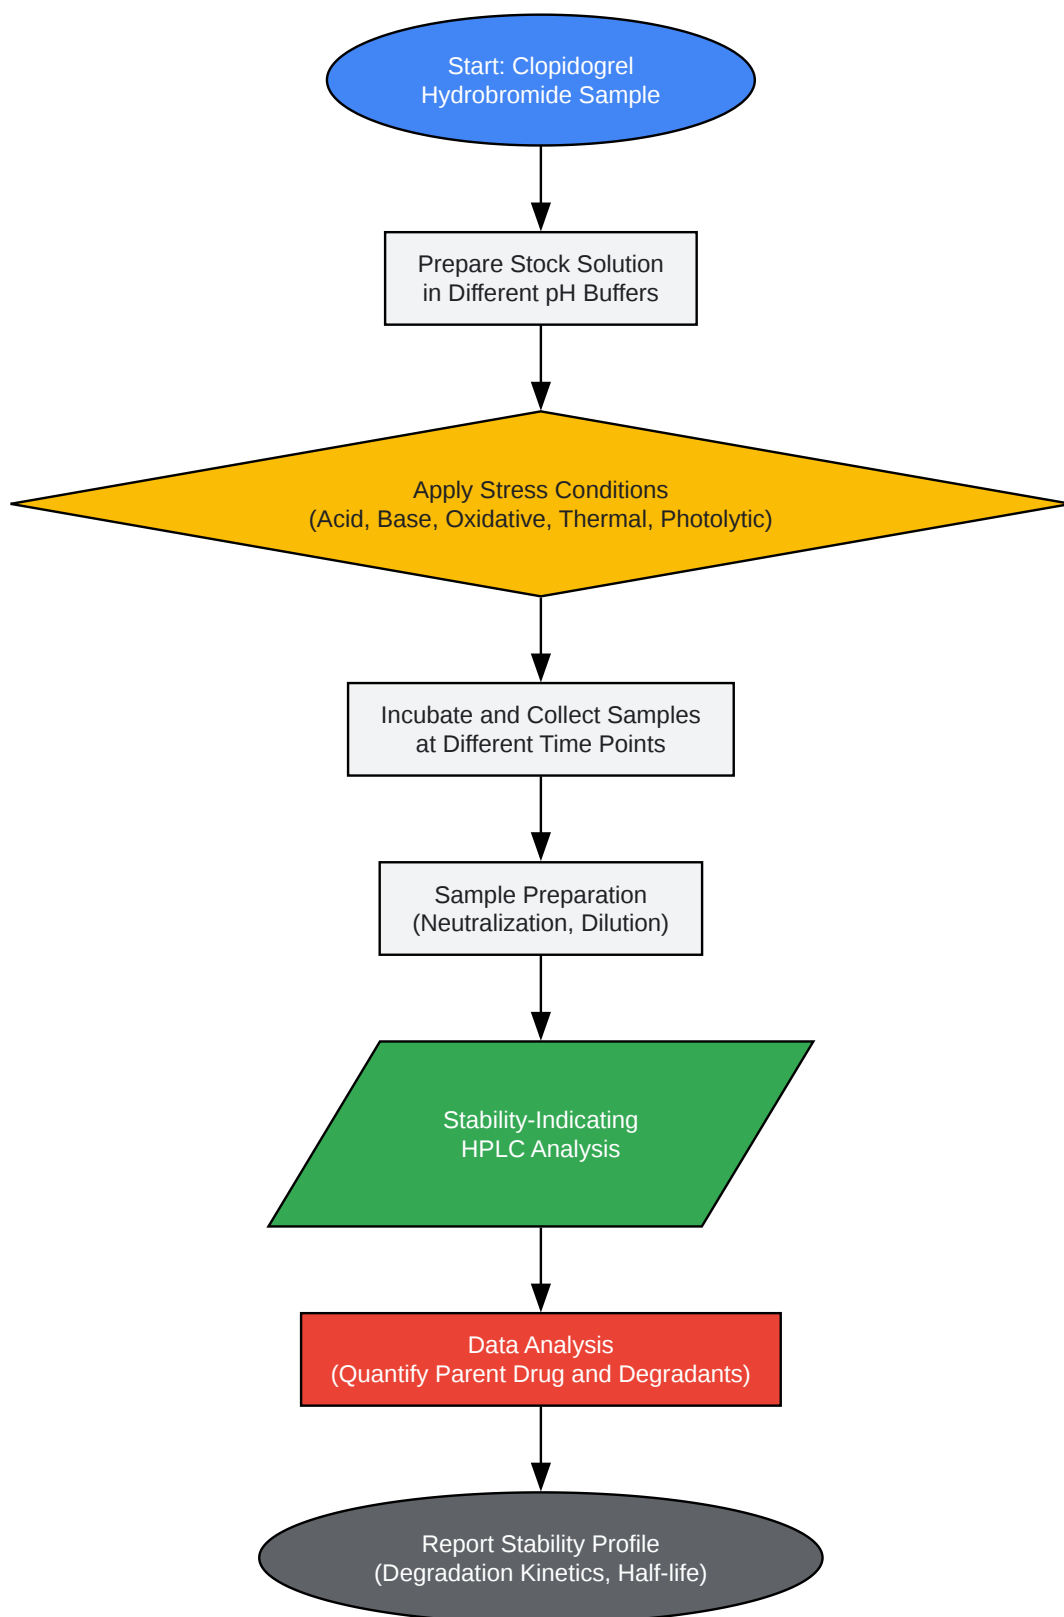 Start: Clopidogrel
Hydrobromide Sample
Prepare Stock Solution
in Different pH Buffers
Apply Stress Conditions
(Acid, Base, Oxidative, Thermal, Photolytic)
Incubate and Collect Samples
at Different Time Points
Sample Preparation
(Neutralization, Dilution)
Stability-Indicating
HPLC Analysis
Data Analysis
(Quantify Parent Drug and Degradants)
Report Stability Profile
(Degradation Kinetics, Half-life)